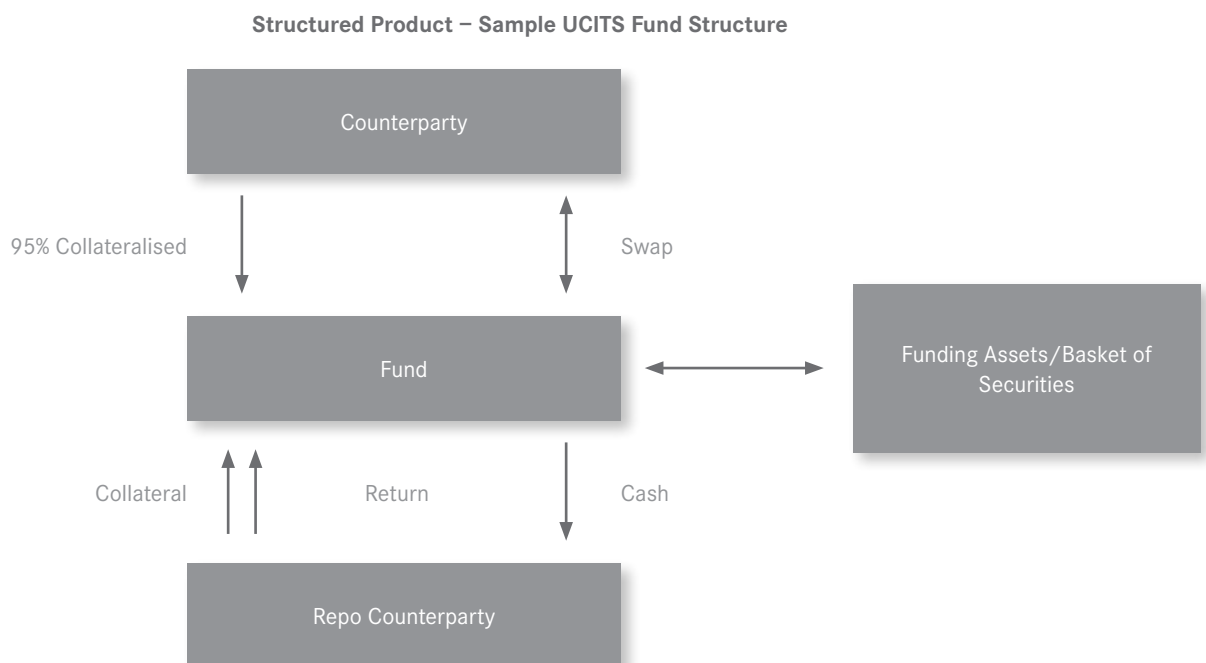 Structured Product – Sample UCITS Fund Structure
Counterparty
95% Collateralised
Swap
Fund
Funding Assets/Basket of
Securities
Collateral
Return
Cash
Repo Counterparty